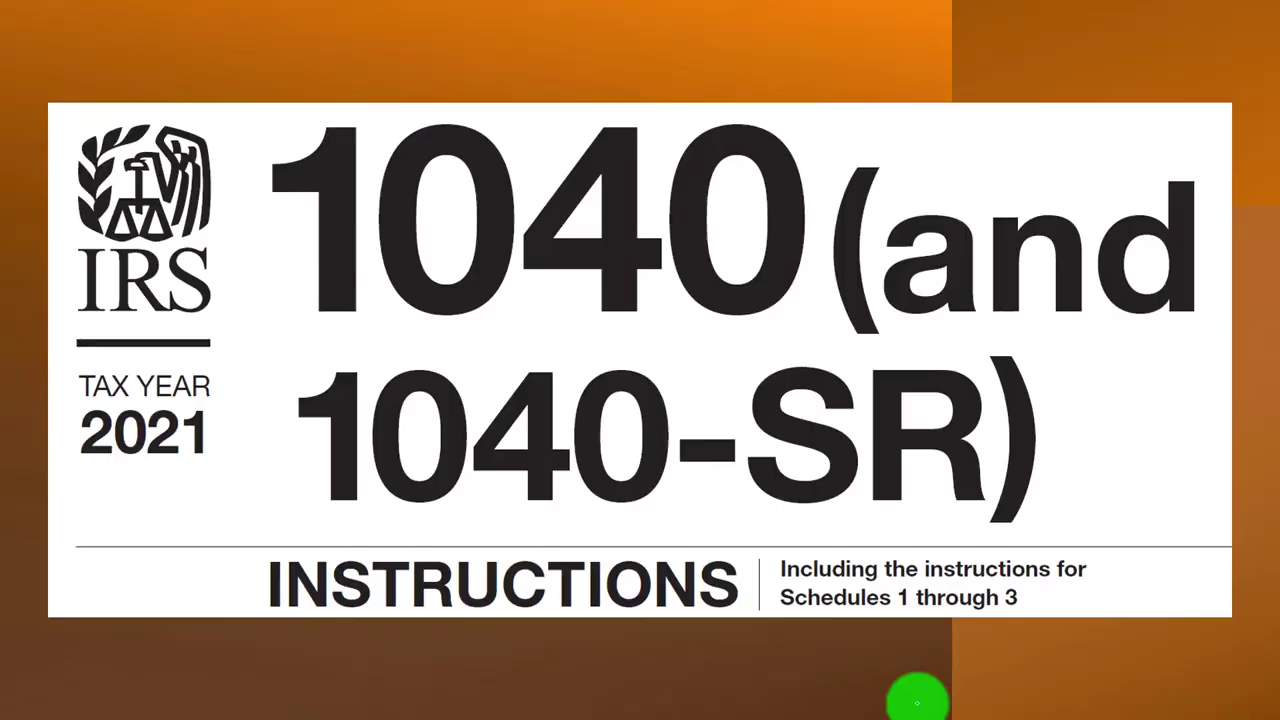 IRS
TAX YEAR
2021
1040 (and
1040-SR)
INSTRUCTIONS
Including the instructions for
Schedules 1 through 3